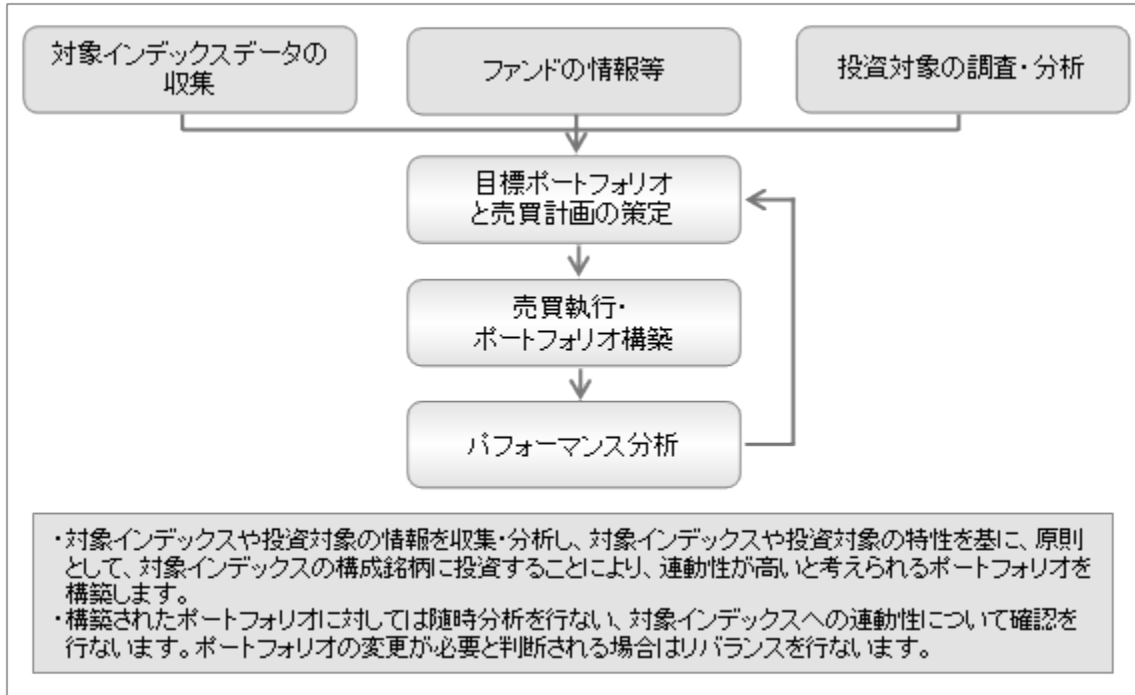 対象インデックスデータの
収集
ファンドの情報等
投資対象の調査・分析
目標ポートフォリオ
と売買計画の策定
売買執行・
ポートフォリオ構築
パフォーマンス分析
・対象インデックスや投資対象の情報を収集・分析し、対象インデックスや投資対象の特性を基に、原則
として、対象インデックスの構成銘柄に投資することにより、連動性が高いと考えられるポートフォリオを
構築します。
・構築されたポートフォリオに対しては随時分析を行ない、対象インデックスへの連動性について確認を
行ないます。ポートフォリオの変更が必要と判断される場合はリバランスを行ないます。